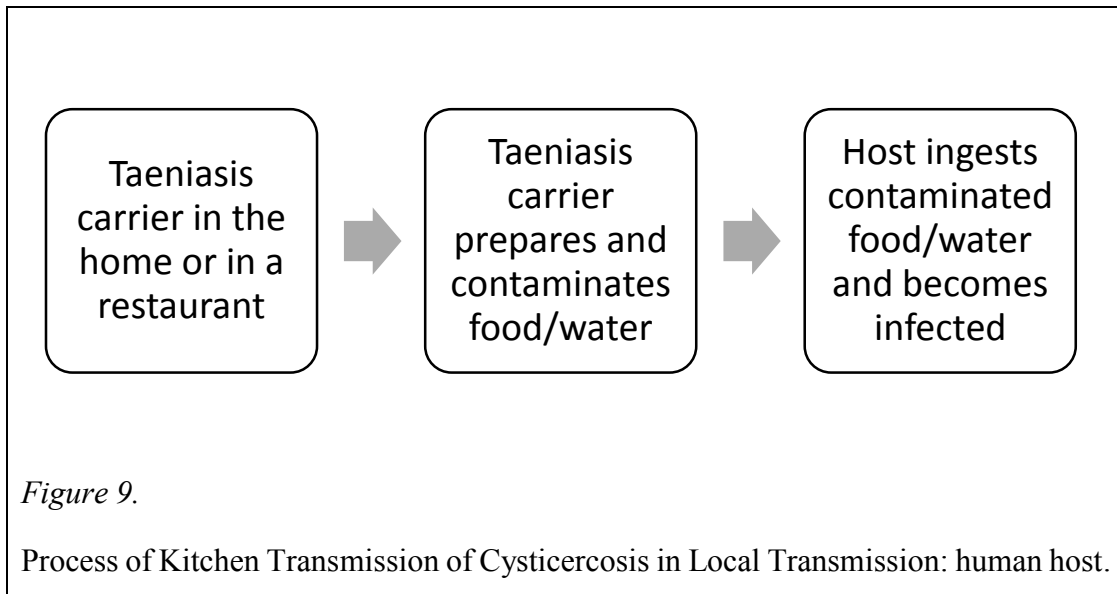 Taeniasis
carrier in the
home or in a
restaurant
Taeniasis
carrier
prepares and
contaminates
food/water
Host ingests
contaminated
food/water
and becomes
infected
Figure 9.
Process of Kitchen Transmission of Cysticercosis in Local Transmission: human host.